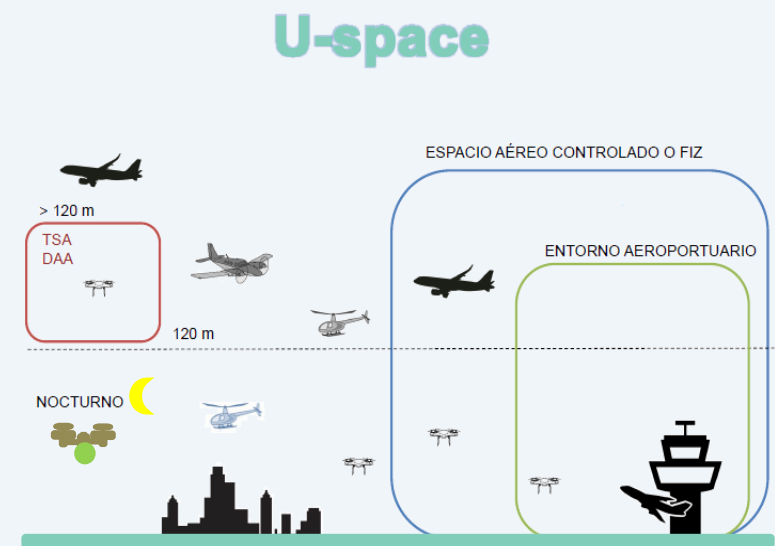 U-space
ESPACIO AÉREO CONTROLADO O FIZ
> 120 m
TSA
DAA
ENTORNO AEROPORTUARIO
120 m
NOCTURNO